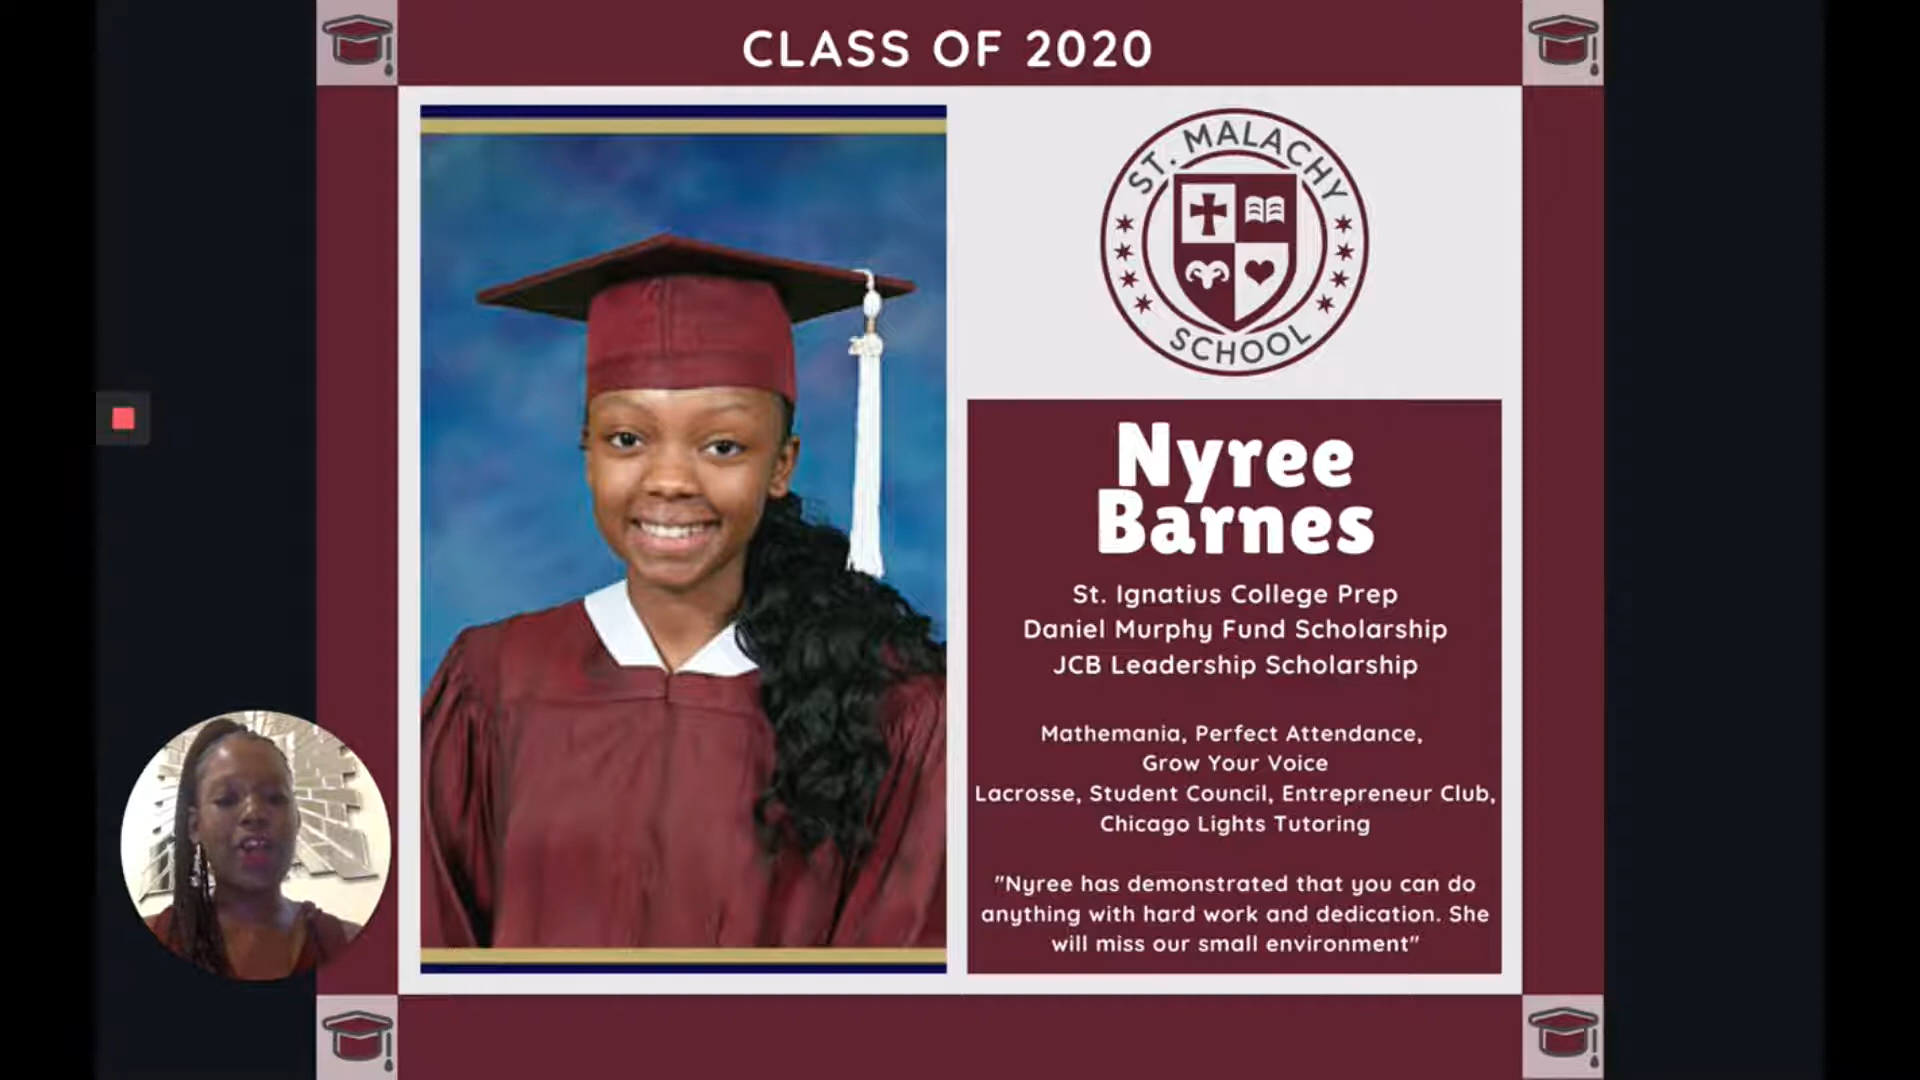 CLASS OF 2020
ST. MALACHY
SCHOOL
Nyree
Barnes
St. Ignatius College Prep
Daniel Murphy Fund Scholarship
JCB Leadership Scholarship
Mathemania, Perfect Attendance,
Grow Your Voice
Lacrosse, Student Council, Entrepreneur Club,
Chicago Lights Tutoring
"Nyree has demonstrated that you can do
anything with hard work and dedication. She
will miss our small environment"